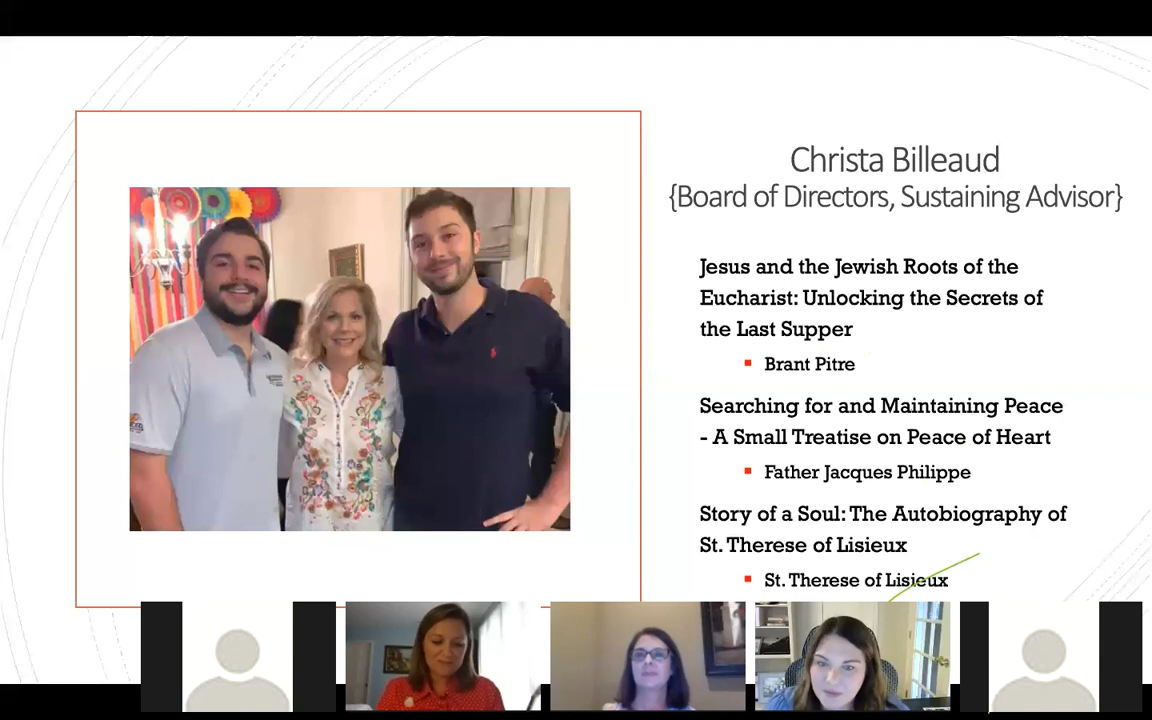 Christa Billeaud
{Board of Directors, Sustaining Advisor}
Jesus and the Jewish Roots of the
Eucharist: Unlocking the Secrets of
the Last Supper
Brant Pitre
Searching for and Maintaining Peace
- A Small Treatise on Peace of Heart
Father Jacques Philippe
Story of a Soul: The Autobiography of
St. Therese of Lisieux
St. Therese of Lisieux